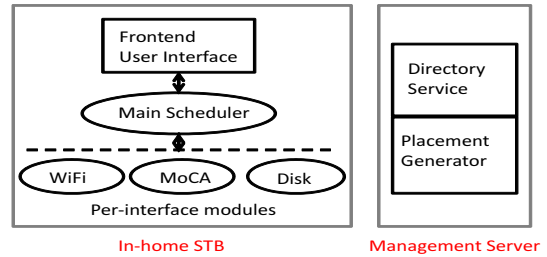 Frontend
User Interface
Main Scheduler
WiFi
MoCA
Disk
Per-interface modules
In-home STB
Directory
Service
Placement
Generator
Management Server